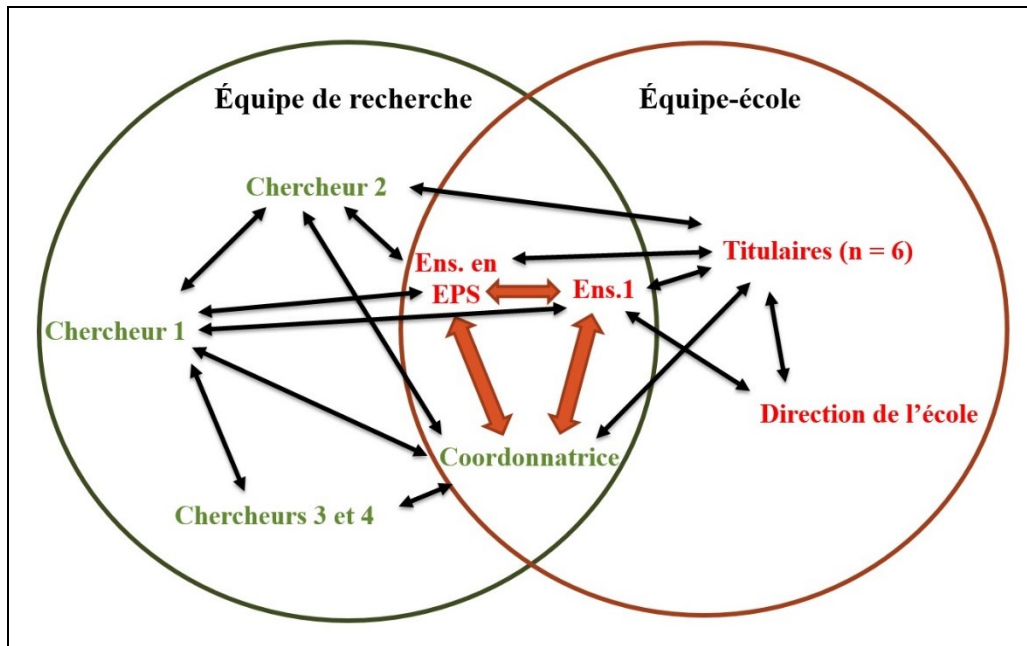 Équipe de recherche
Équipe-école
Chercheur 2
Titulaires (n = 6)
Ens. en
EPS
Ens.1
Chercheur 1
Direction de l’école
Coordonnatrice
Chercheurs 3 et 4